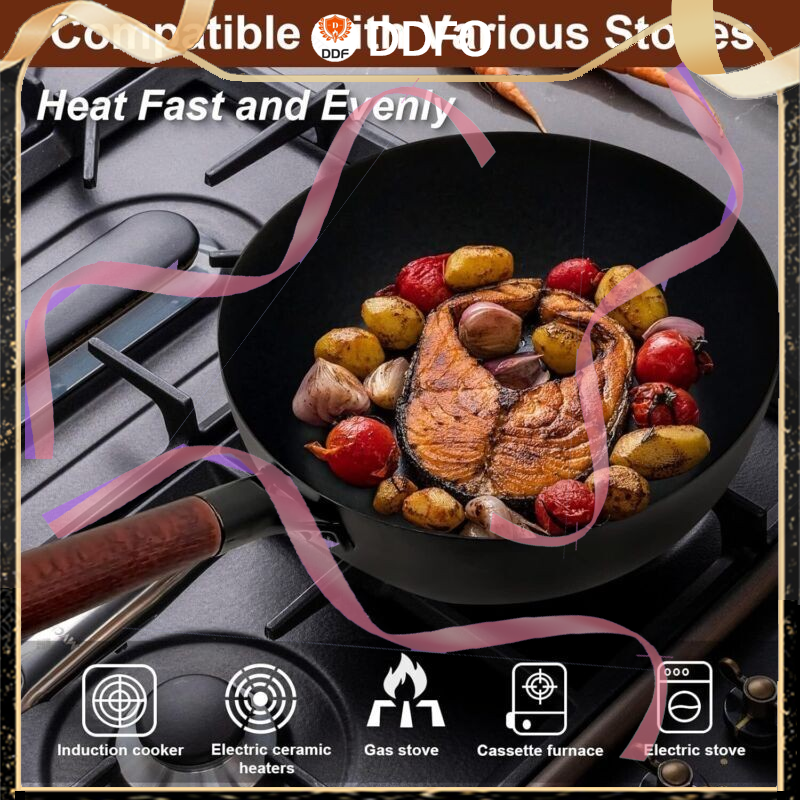 Compatible with Various Stoves
DDF DDFO
Heat Fast and Evenly
Induction cooker
Electric ceramic
heaters
Gas stove
Cassette furnace
Electric stove